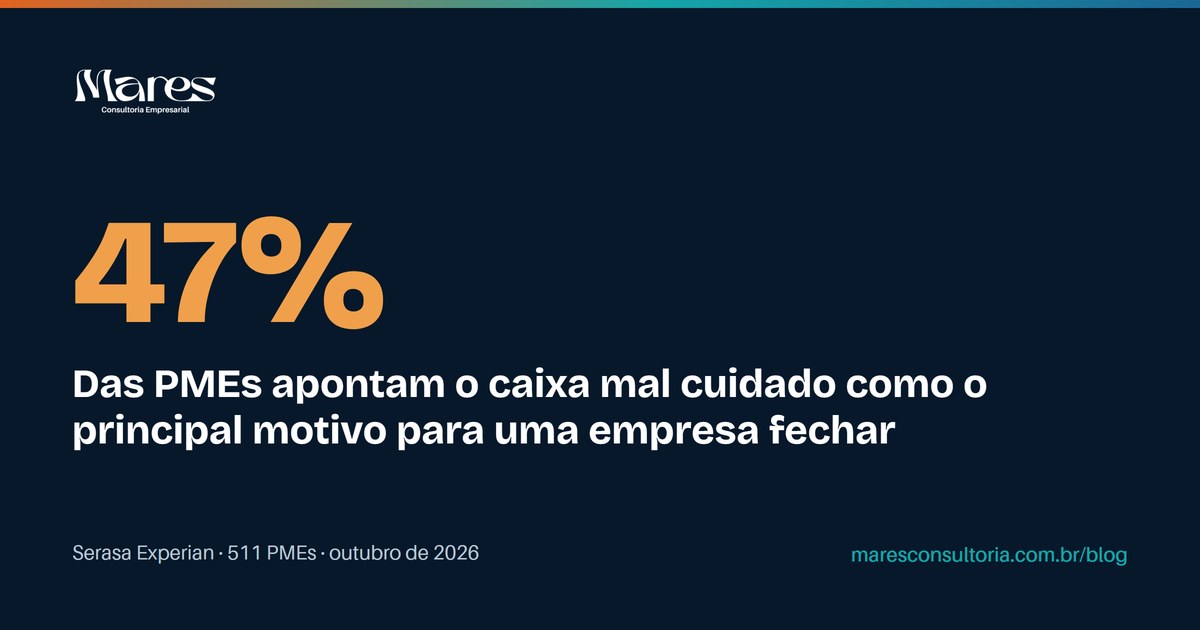 Mares
Consultoria Empresarial
47%
Das PMEs apontam o caixa mal cuidado como o
principal motivo para uma empresa fechar
Serasa Experian · 511 PMEs · outubro de 2026
maresconsultoria.com.br/blog